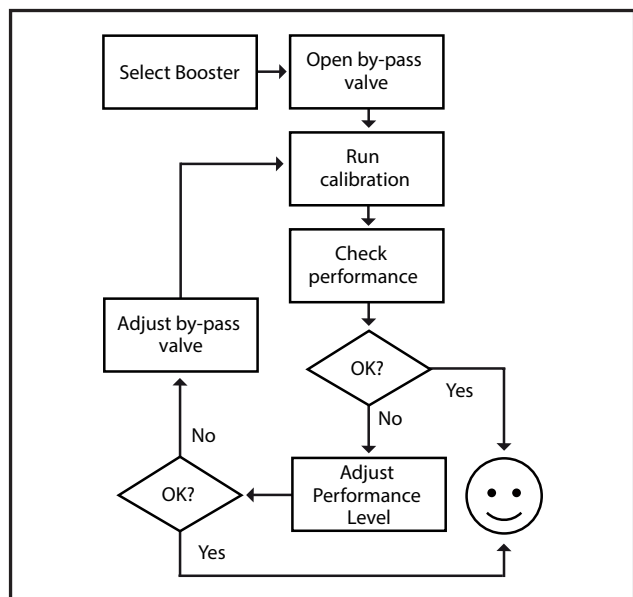 Select Booster
Open by-pass
valve
Run
calibration
Check
performance
Adjust by-pass
valve
OK?
Yes
No
No
Adjust
Performance
Level
OK?
Yes